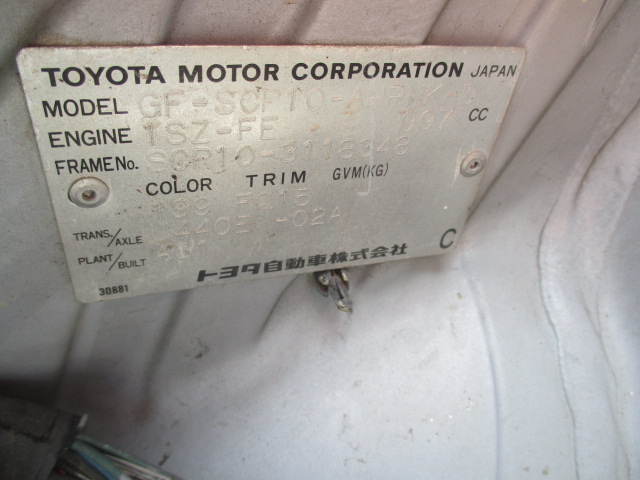 TOYOTA MOTOR CORPORATION JAPAN
MODEL GF-SCP10-
ENGINE 1SZ-FE 997 CC
FRAME No. SCP10-3118348
COLOR TRIM GVM(KG)
TRANS./AXLE -02A
PLANT/BUILT
トヨタ自動車株式会社 C
30881